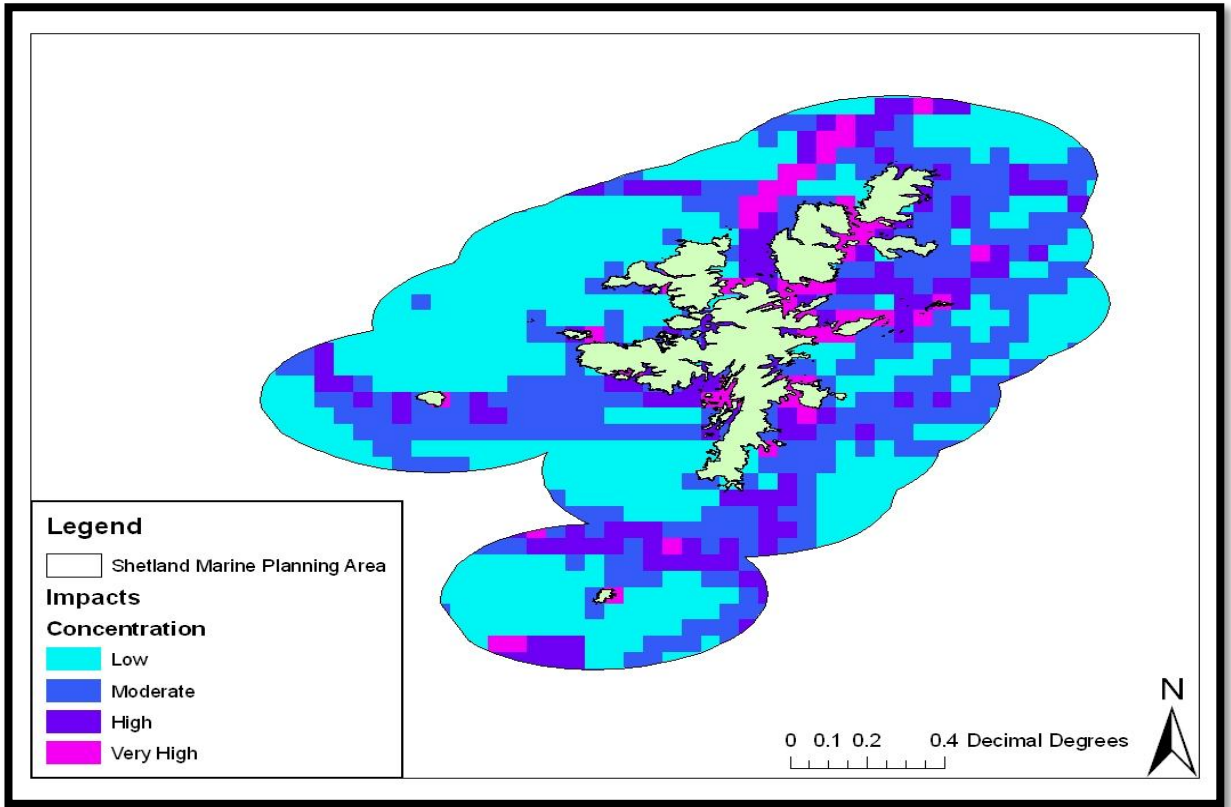 Legend
Shetland Marine Planning Area
Impacts
Concentration
Low
Moderate
High
Very High
N
0 0.1 0.2 0.4 Decimal Degrees